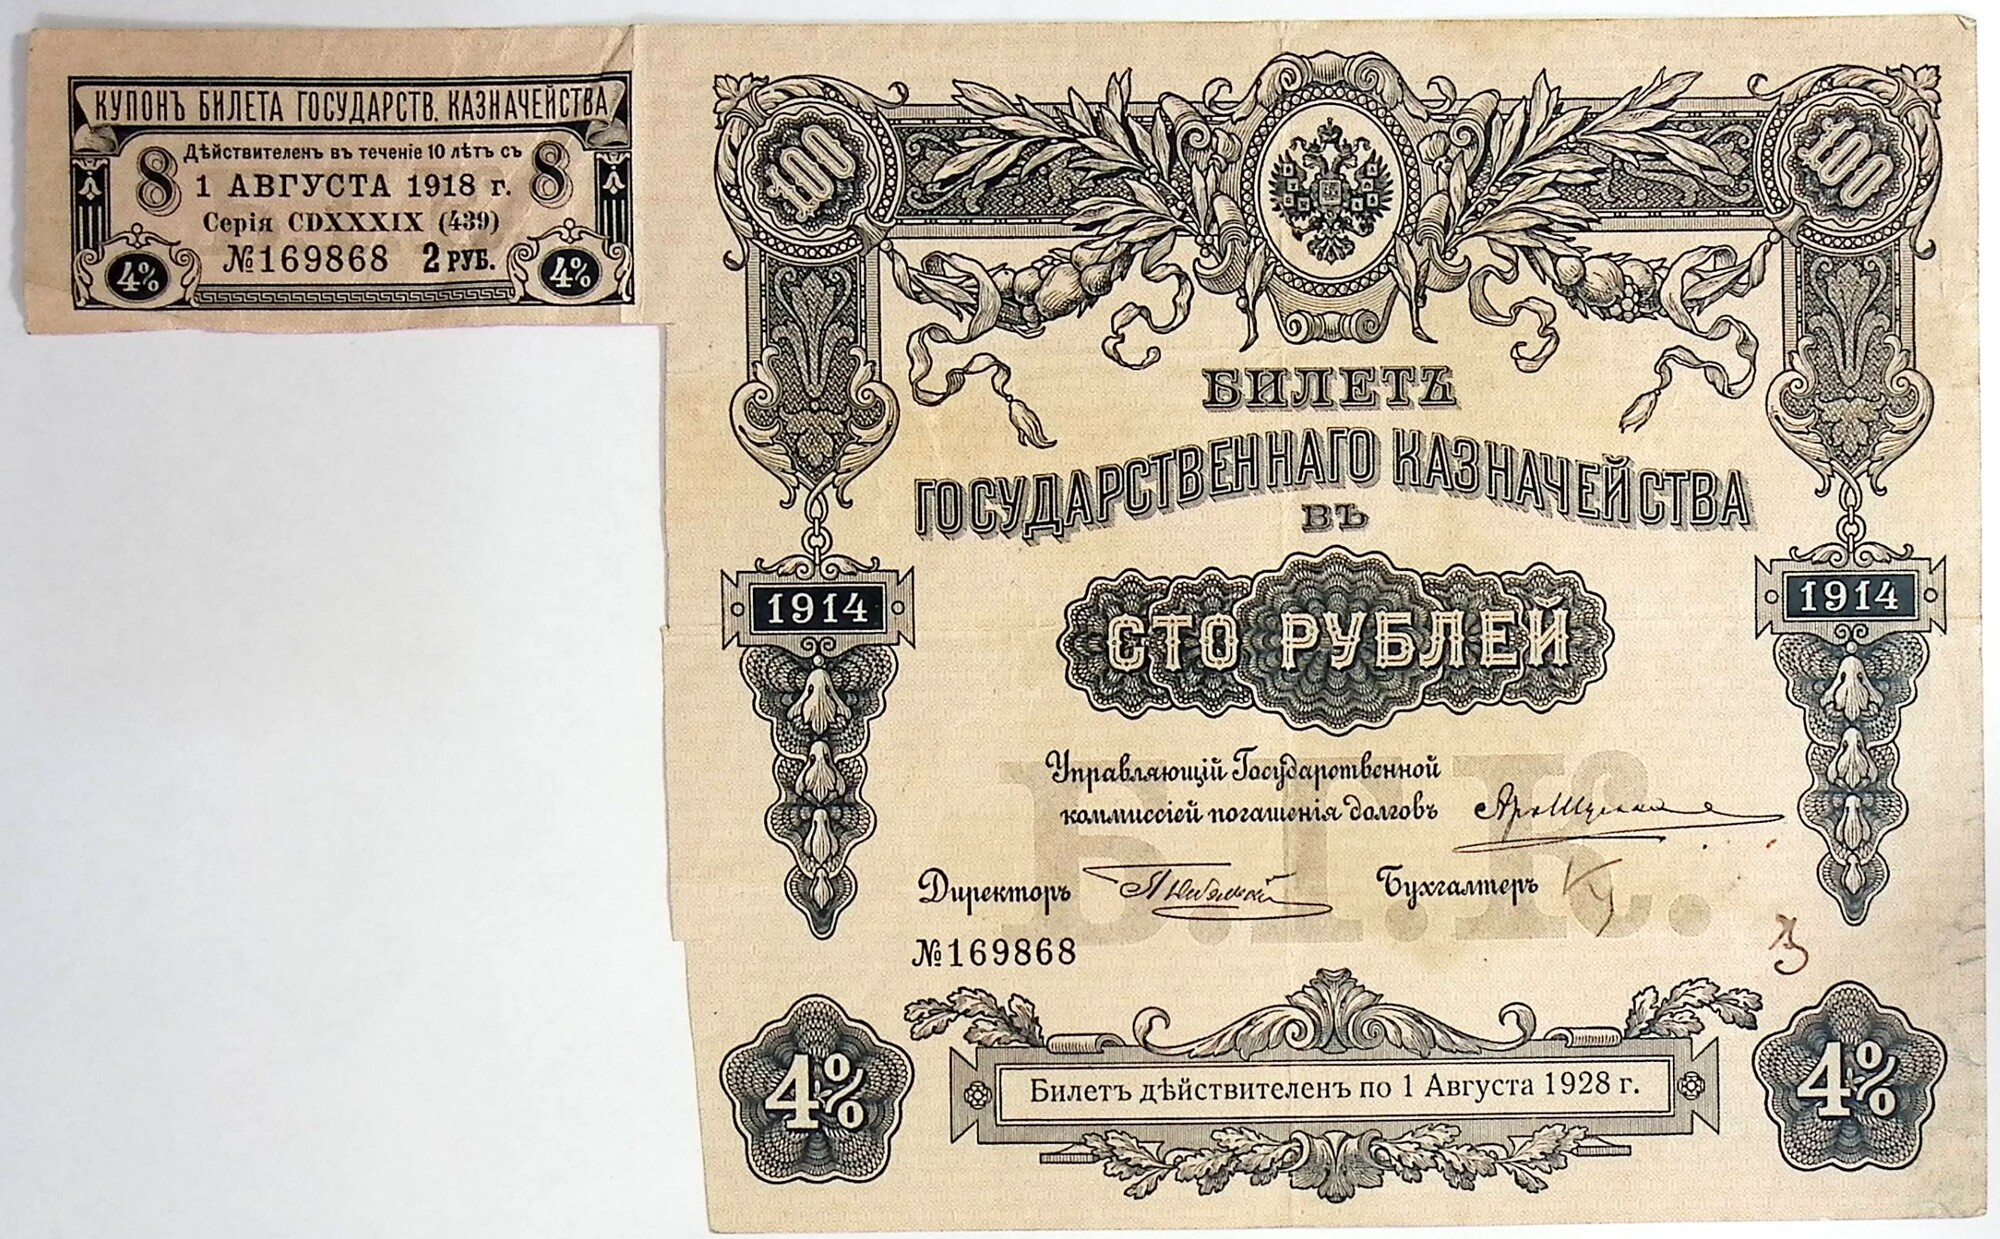 КУПОНЪ БИЛЕТА ГОСУДАРСТВ. КАЗНАЧЕЙСТВА
8 Дѣйствителенъ въ теченіе 10 лѣтъ съ 8
1 АВГУСТА 1918 г.
Серія CDXXXIX (439)
№169868 2 РУБ.
4% 4%
100 100
БИЛЕТЪ
ГОСУДАРСТВЕННАГО КАЗНАЧЕЙСТВА
ВЪ
1914 1914
СТО РУБЛЕЙ
Управляющій Государственной
коммиссіей погашенія долговъ
Б.Г.К.
Директоръ Бухгалтеръ
№169868
4% 4%
Билетъ дѣйствителенъ по 1 Августа 1928 г.